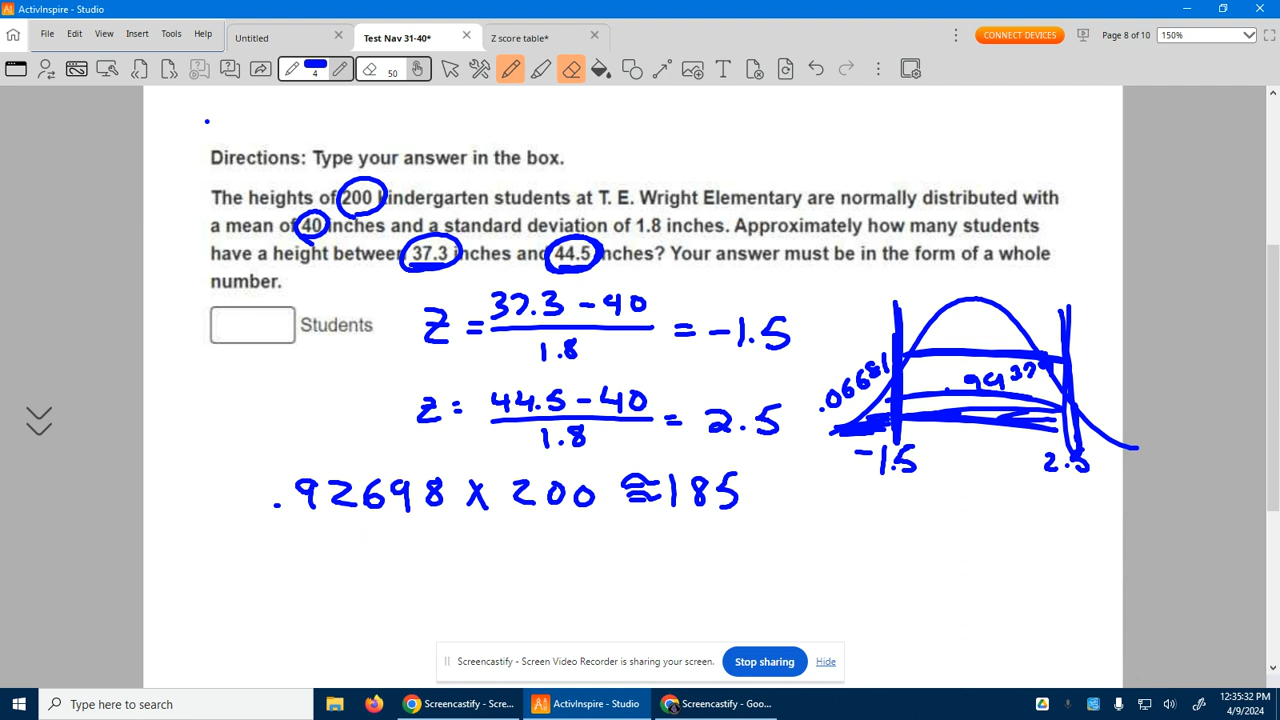 ActivInspire - Studio
File Edit View Insert Tools Help
Untitled
Test Nav 31-40*
Z score table*
CONNECT DEVICES
Page 8 of 10
150%
4
50
Directions: Type your answer in the box.
The heights of 200 kindergarten students at T. E. Wright Elementary are normally distributed with
a mean of 40 inches and a standard deviation of 1.8 inches. Approximately how many students
have a height between 37.3 inches and 44.5 inches? Your answer must be in the form of a whole
number.
Students
Z = 37.3 - 40 / 1.8 = -1.5
.06681
.99379
z = 44.5 - 40 / 1.8 = 2.5
-1.5
2.5
.92698 x 200 ≅ 185
Screencastify - Screen Video Recorder is sharing your screen.
Stop sharing
Hide
Type here to search
Screencastify - Scre...
ActivInspire - Studio
Screencastify - Goo...
12:35:32 PM
4/9/2024